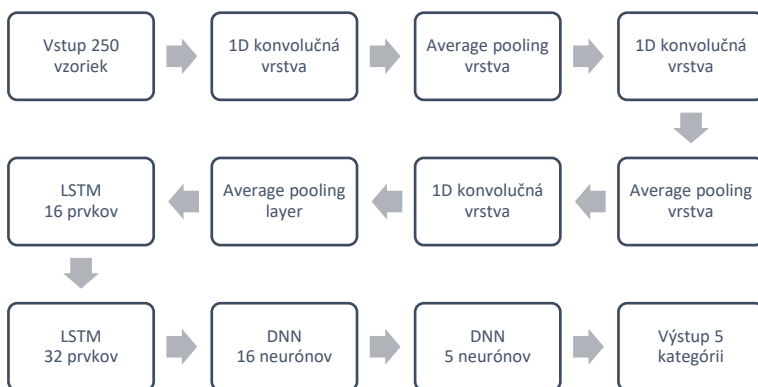 Vstup 250
vzoriek
1D konvolučná
vrstva
Average pooling
vrstva
1D konvolučná
vrstva
LSTM
16 prvkov
Average pooling
layer
1D konvolučná
vrstva
Average pooling
vrstva
LSTM
32 prvkov
DNN
16 neurónov
DNN
5 neurónov
Výstup 5
kategórii